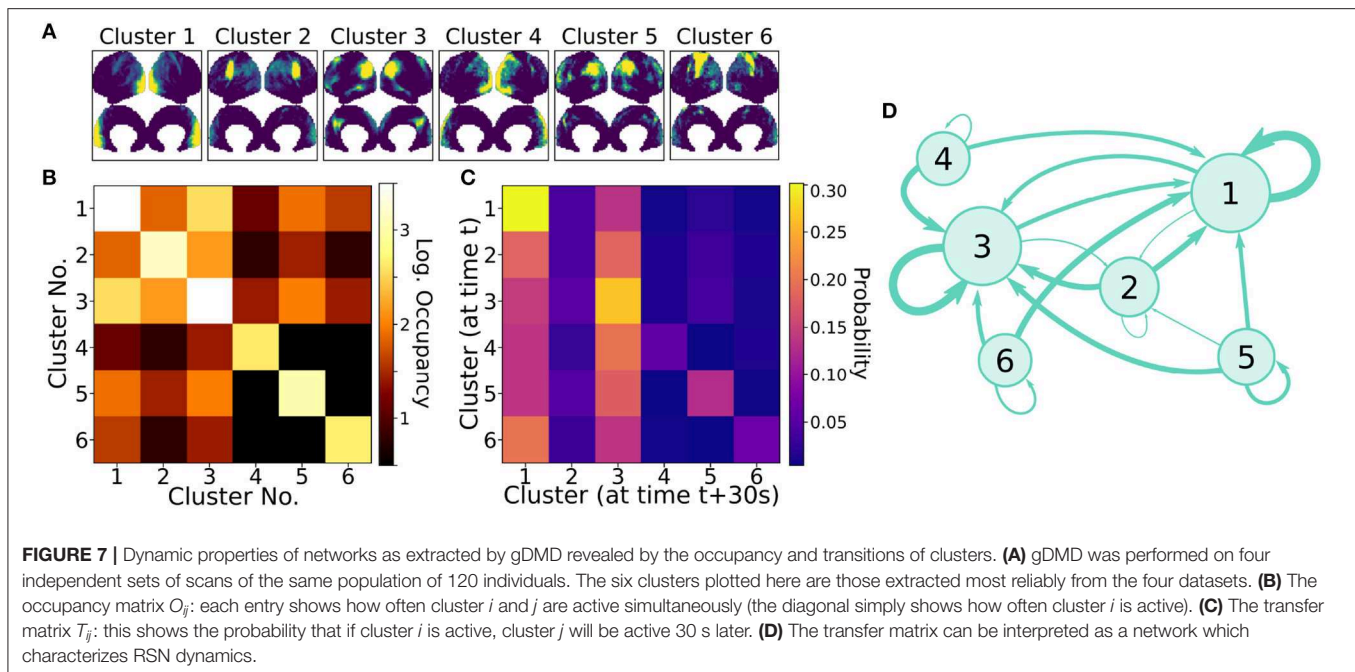 A
Cluster 1 Cluster 2 Cluster 3 Cluster 4 Cluster 5 Cluster 6
B
1
2
3
4
5
6
Cluster No.
1 2 3 4 5 6
Cluster No.
3
2
1
Log. Occupancy
C
1
2
3
4
5
6
Cluster (at time t)
1 2 3 4 5 6
Cluster (at time t+30s)
0.30
0.25
0.20
0.15
0.10
0.05
Probability
D
4
1
3
2
6
5
FIGURE 7 | Dynamic properties of networks as extracted by gDMD revealed by the occupancy and transitions of clusters. (A) gDMD was performed on four
independent sets of scans of the same population of 120 individuals. The six clusters plotted here are those extracted most reliably from the four datasets. (B) The
occupancy matrix Oij: each entry shows how often cluster i and j are active simultaneously (the diagonal simply shows how often cluster i is active). (C) The transfer
matrix Tij: this shows the probability that if cluster i is active, cluster j will be active 30 s later. (D) The transfer matrix can be interpreted as a network which
characterizes RSN dynamics.